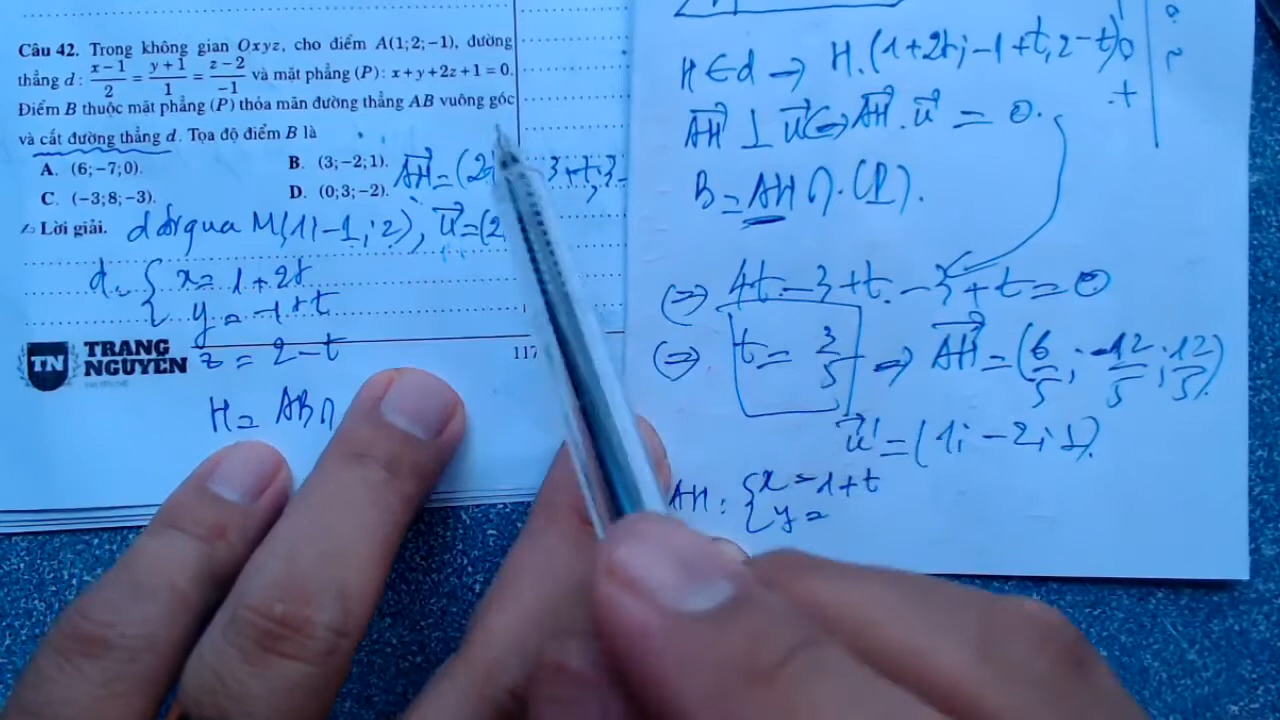 Câu 42. Trong không gian Oxyz, cho điểm A(1;2;−1), đường
thẳng d: (x−1)/2 = (y+1)/1 = (z−2)/−1 và mặt phẳng (P): x+y+2z+1=0.
Điểm B thuộc mặt phẳng (P) thỏa mãn đường thẳng AB vuông góc
và cắt đường thẳng d. Tọa độ điểm B là
A. (6;−7;0). B. (3;−2;1).
C. (−3;8;−3). D. (0;3;−2).
AH = (2
3+t; 3−
Lời giải.
d đi qua M(1;−1;2), u = (2
d: { x = 1+2t
y = −1+t
z = 2−t
TN TRANG NGUYEN
117
H = AB∩
H ∈ d → H(1+2t; −1+t; 2−t)
AH ⊥ u ⇔ AH . u = 0.
B = AH ∩ (P).
⇔ 4t − 3 + t − 3 + t = 0
⇔ t = 3/5 → AH = (6/5; −12/5; 12/5).
u' = (1; −2; 1).
AH: { x = 1+t
y =